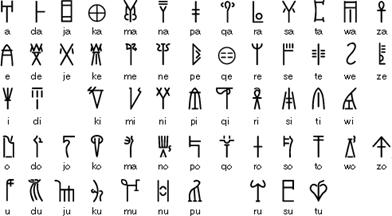 𐀀 𐀅 𐀊 𐀏 𐀔 𐀙 𐀞 𐀣 𐀨 𐀭 𐀲 𐀷 𐀼
a da ja ka ma na pa qa ra sa ta wa za
𐀁 𐀆 𐀋 𐀐 𐀕 𐀚 𐀟 𐀤 𐀩 𐀮 𐀳 𐀸 𐀽
e de je ke me ne pe qe re se te we ze
𐀂 𐀇 𐀑 𐀖 𐀛 𐀠 𐀥 𐀪 𐀯 𐀴 𐀹
i di ki mi ni pi qi ri si ti wi
𐀃 𐀈 𐀍 𐀒 𐀗 𐀜 𐀡 𐀦 𐀫 𐀰 𐀵 𐀺 𐀿
o do jo ko ma no po qo ro so to wo zo
𐀄 𐀉 𐀎 𐀓 𐀘 𐀝 𐀢 𐀬 𐀱 𐀶
u du ju ku mu nu pu ru su tu